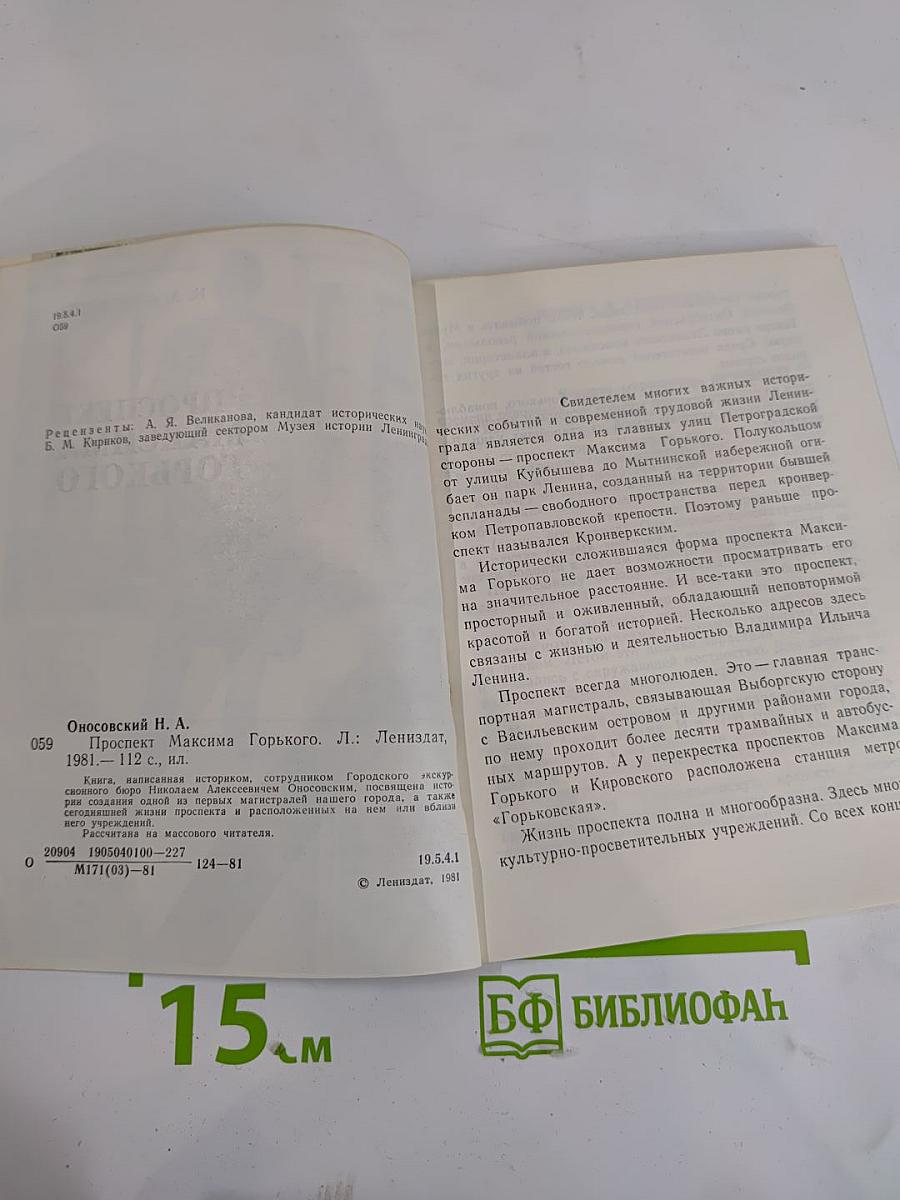 19.5.4.1
О59
Рецензенты: А. Я. Великанова, кандидат исторических
Б. М. Кириков, заведующий сектором Музея истории
Оносовский Н. А.
О59 Проспект Максима Горького. Л.: Лениздат,
1981.— 112 с., ил.
Книга, написанная историком, сотрудником Городского экскур-
сионного бюро Николаем Алексеевичем Оносовским, посвящена исто-
рии создания одной из первых магистралей нашего города, а также
сегодняшней жизни проспекта и расположенных на нем или вблизи
него учреждений.
Рассчитана на массового читателя.
О 20904 1905040100—227
М171(03)—81
124—81
19.5.4.1
© Лениздат, 1981
Свидетелем многих важных истори-
ческих событий и современной трудовой жизни Ленин-
града является одна из главных улиц Петроградской
стороны — проспект Максима Горького. Полукольцом
от улицы Куйбышева до Мытнинской набережной оги-
бает он парк Ленина, созданный на территории бывшей
эспланады — свободного пространства перед кронвер-
ком Петропавловской крепости. Поэтому раньше про-
спект назывался Кронверкским.
Исторически сложившаяся форма проспекта Макси-
ма Горького не дает возможности просматривать его
на значительное расстояние. И все-таки это проспект,
просторный и оживленный, обладающий неповторимой
красотой и богатой историей. Несколько адресов здесь
связаны с жизнью и деятельностью Владимира Ильича
Ленина.
Проспект всегда многолюден. Это — главная транс-
портная магистраль, связывающая Выборгскую сторону
с Васильевским островом и другими районами города,
по нему проходит более десяти трамвайных и автобус-
ных маршрутов. А у перекрестка проспектов Максима
Горького и Кировского расположена станция метро
«Горьковская».
Жизнь проспекта полна и многообразна. Здесь
культурно-просветительных учреждений. Со всех
15 см
БФ БИБЛИОФАН